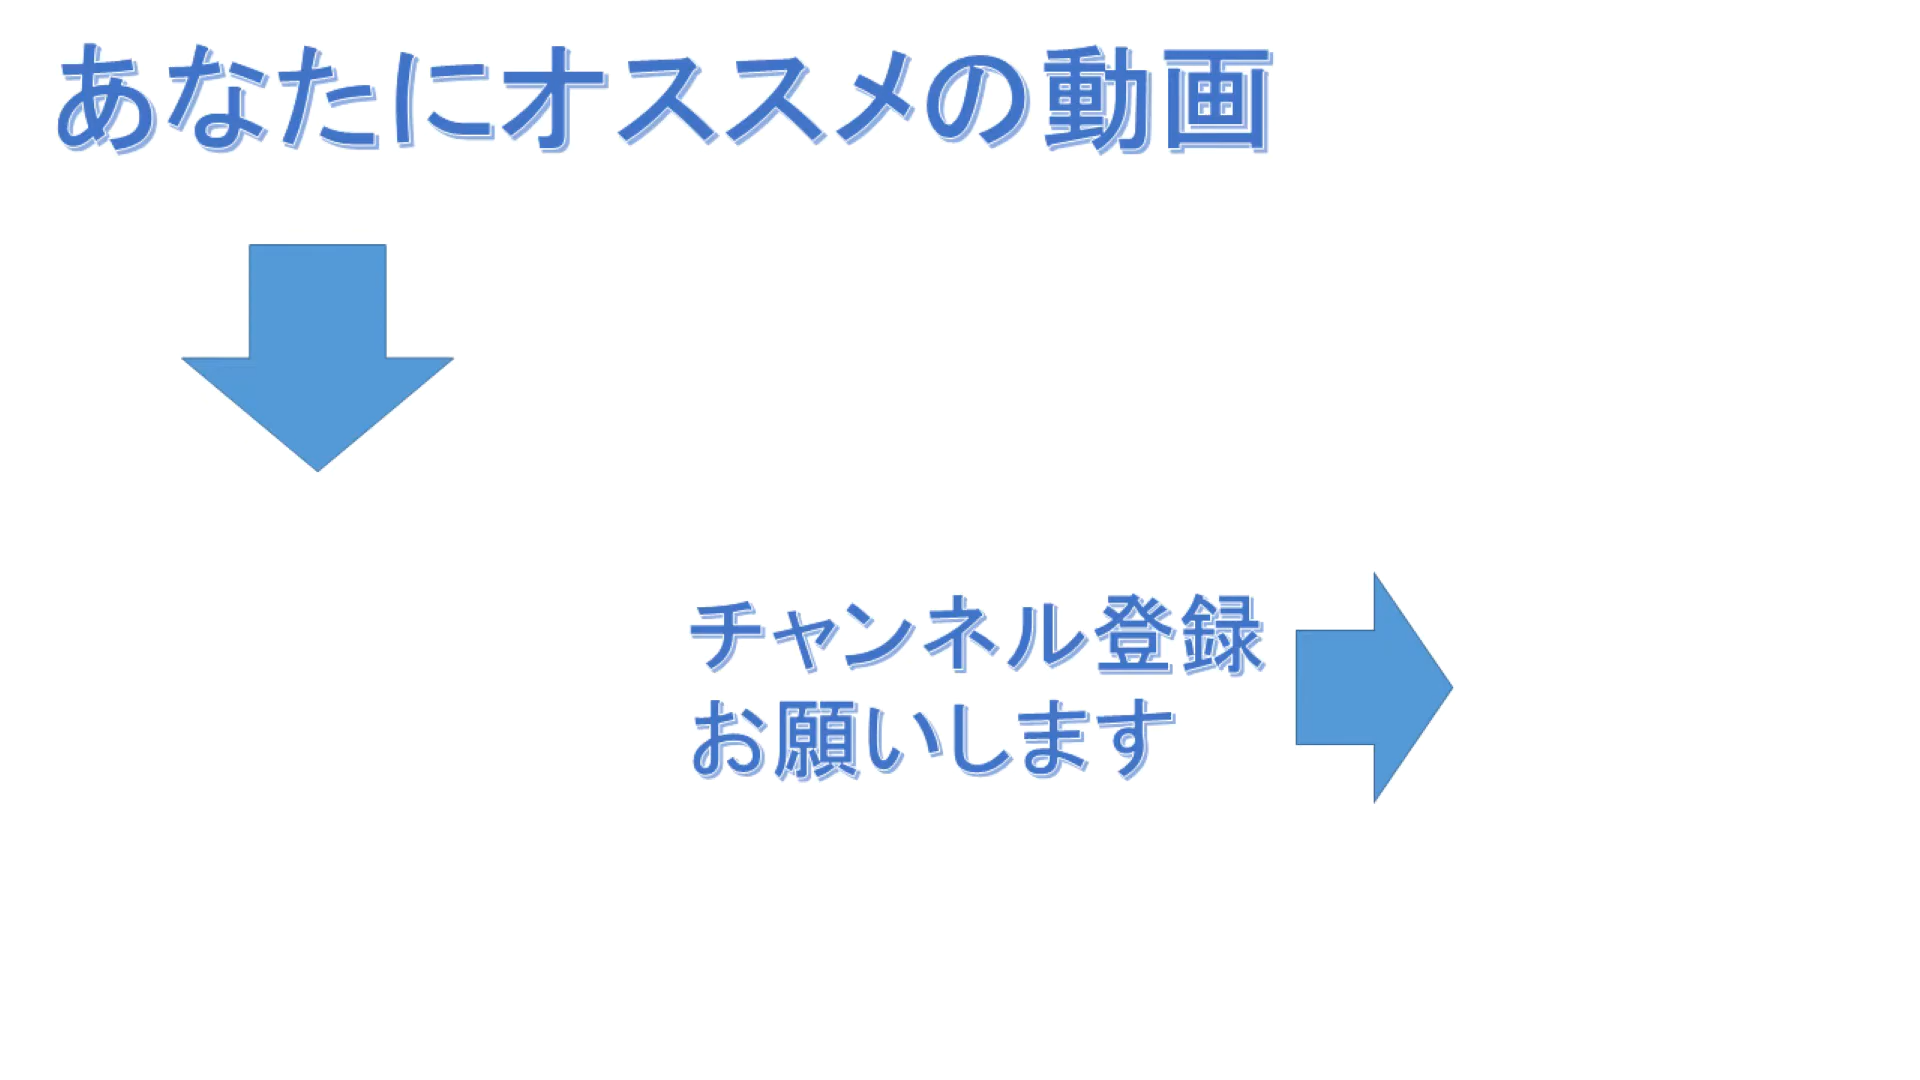 あなたにオススメの動画
チャンネル登録
お願いします